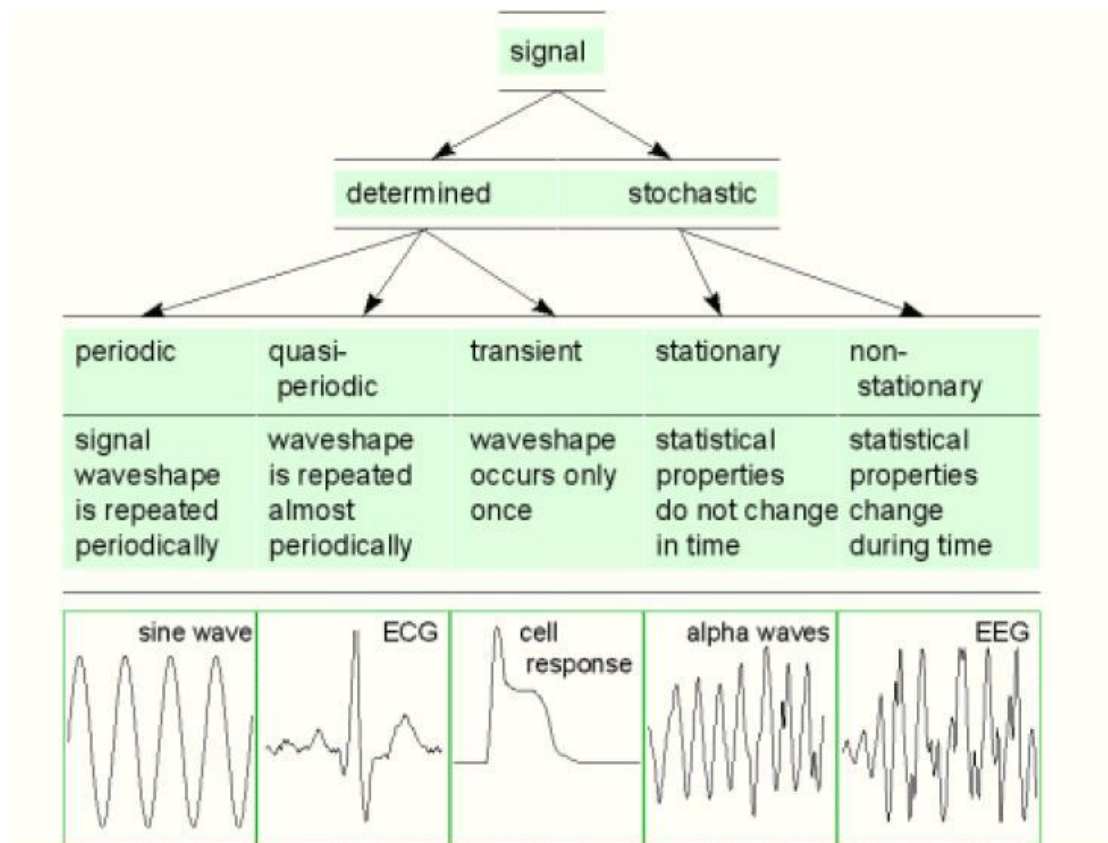 signal
determined
stochastic
periodic
quasi-
periodic
transient
stationary
non-
stationary
signal
waveshape
is repeated
periodically
waveshape
is repeated
almost
periodically
waveshape
occurs only
once
statistical
properties
do not change
in time
statistical
properties
change
during time
sine wave
ECG
cell
response
alpha waves
EEG